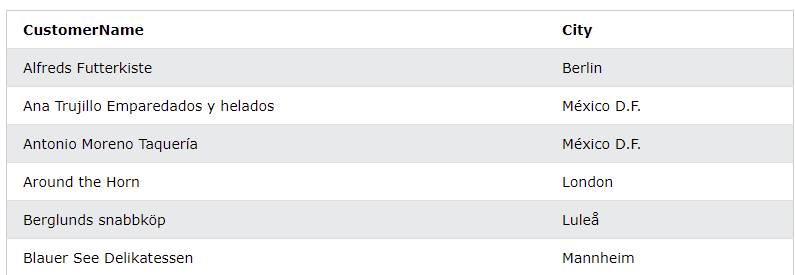 CustomerName City
Alfreds Futterkiste Berlin
Ana Trujillo Emparedados y helados México D.F.
Antonio Moreno Taquería México D.F.
Around the Horn London
Berglunds snabbköp Luleå
Blauer See Delikatessen Mannheim